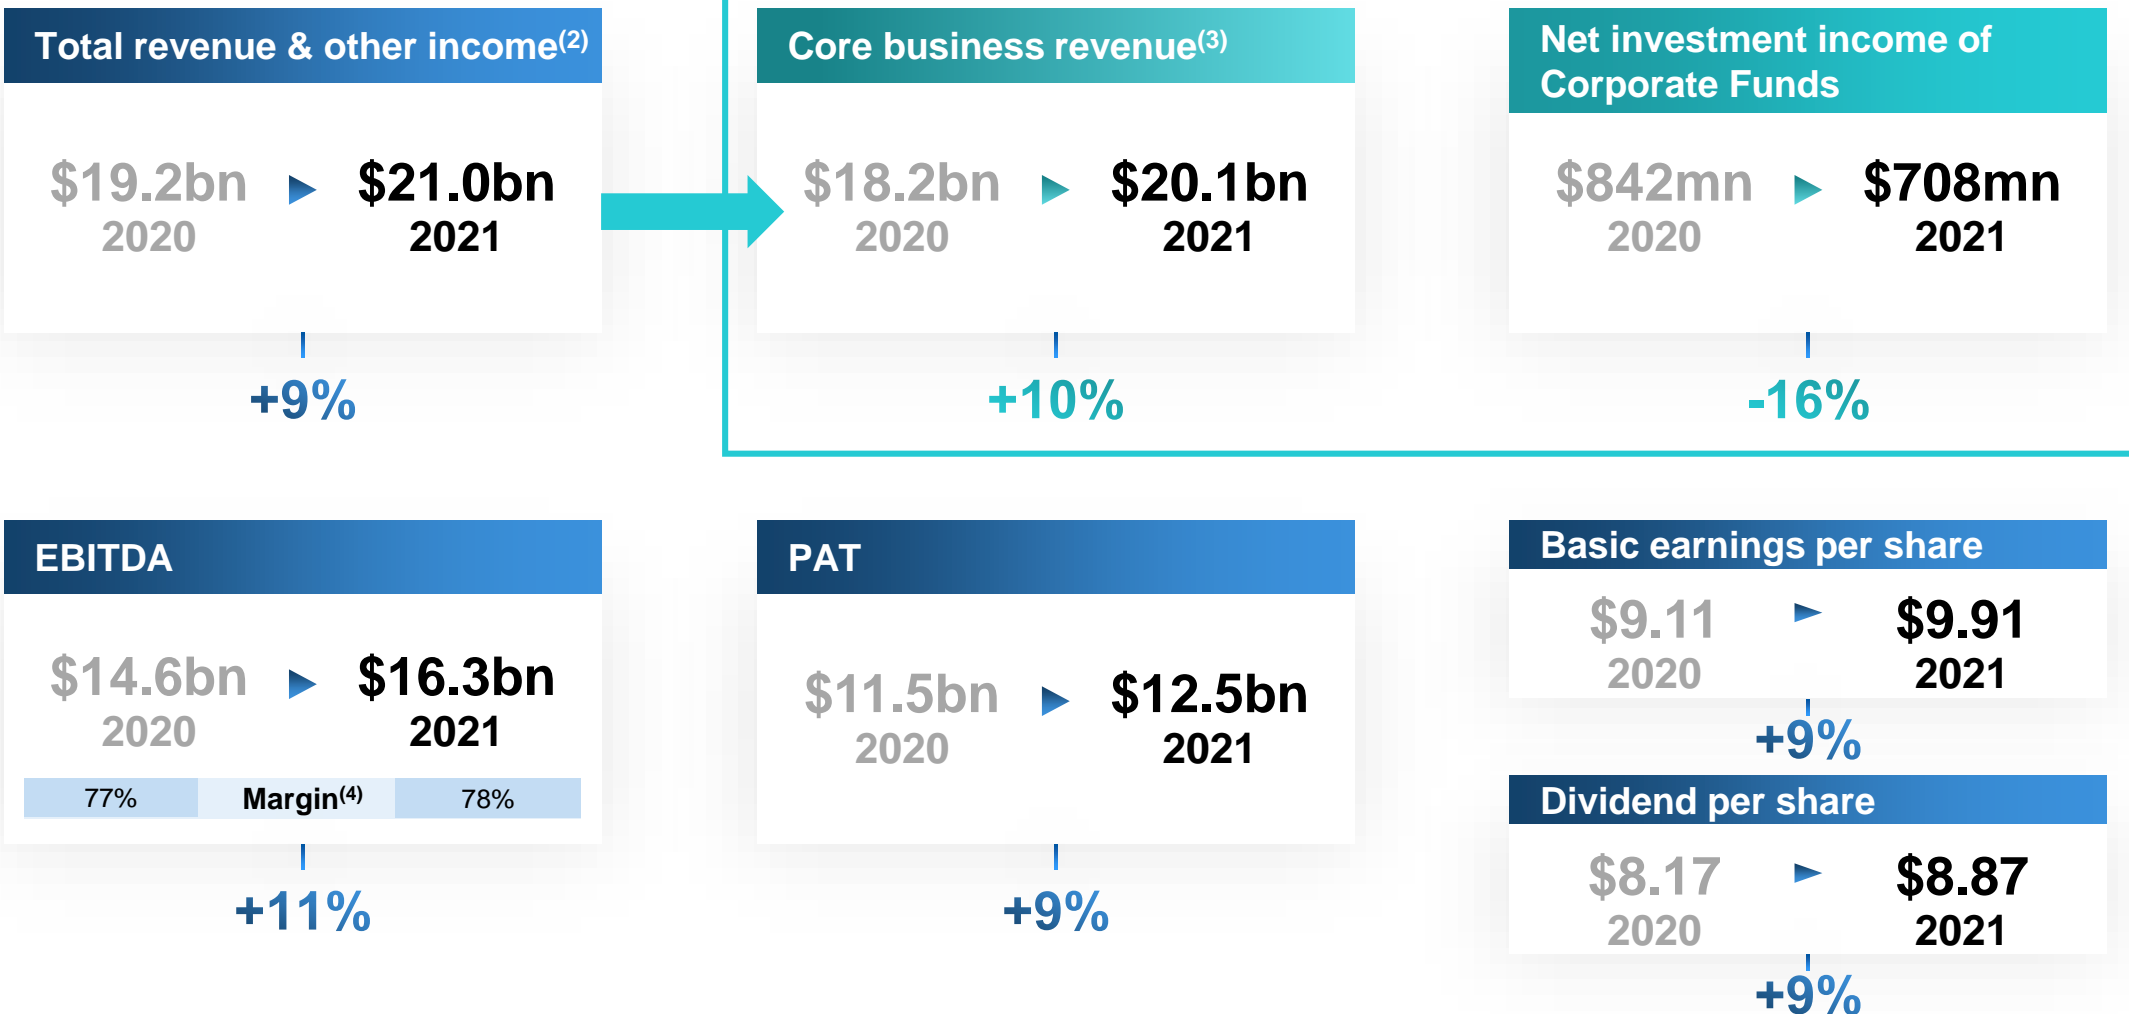 Total revenue & other income(2)
$19.2bn
2020
$21.0bn
2021
+9%
Core business revenue(3)
$18.2bn
2020
$20.1bn
2021
+10%
Net investment income of
Corporate Funds
$842mn
2020
$708mn
2021
-16%
EBITDA
$14.6bn
2020
$16.3bn
2021
77% Margin(4) 78%
+11%
PAT
$11.5bn
2020
$12.5bn
2021
+9%
Basic earnings per share
$9.11
2020
$9.91
2021
+9%
Dividend per share
$8.17
2020
$8.87
2021
+9%